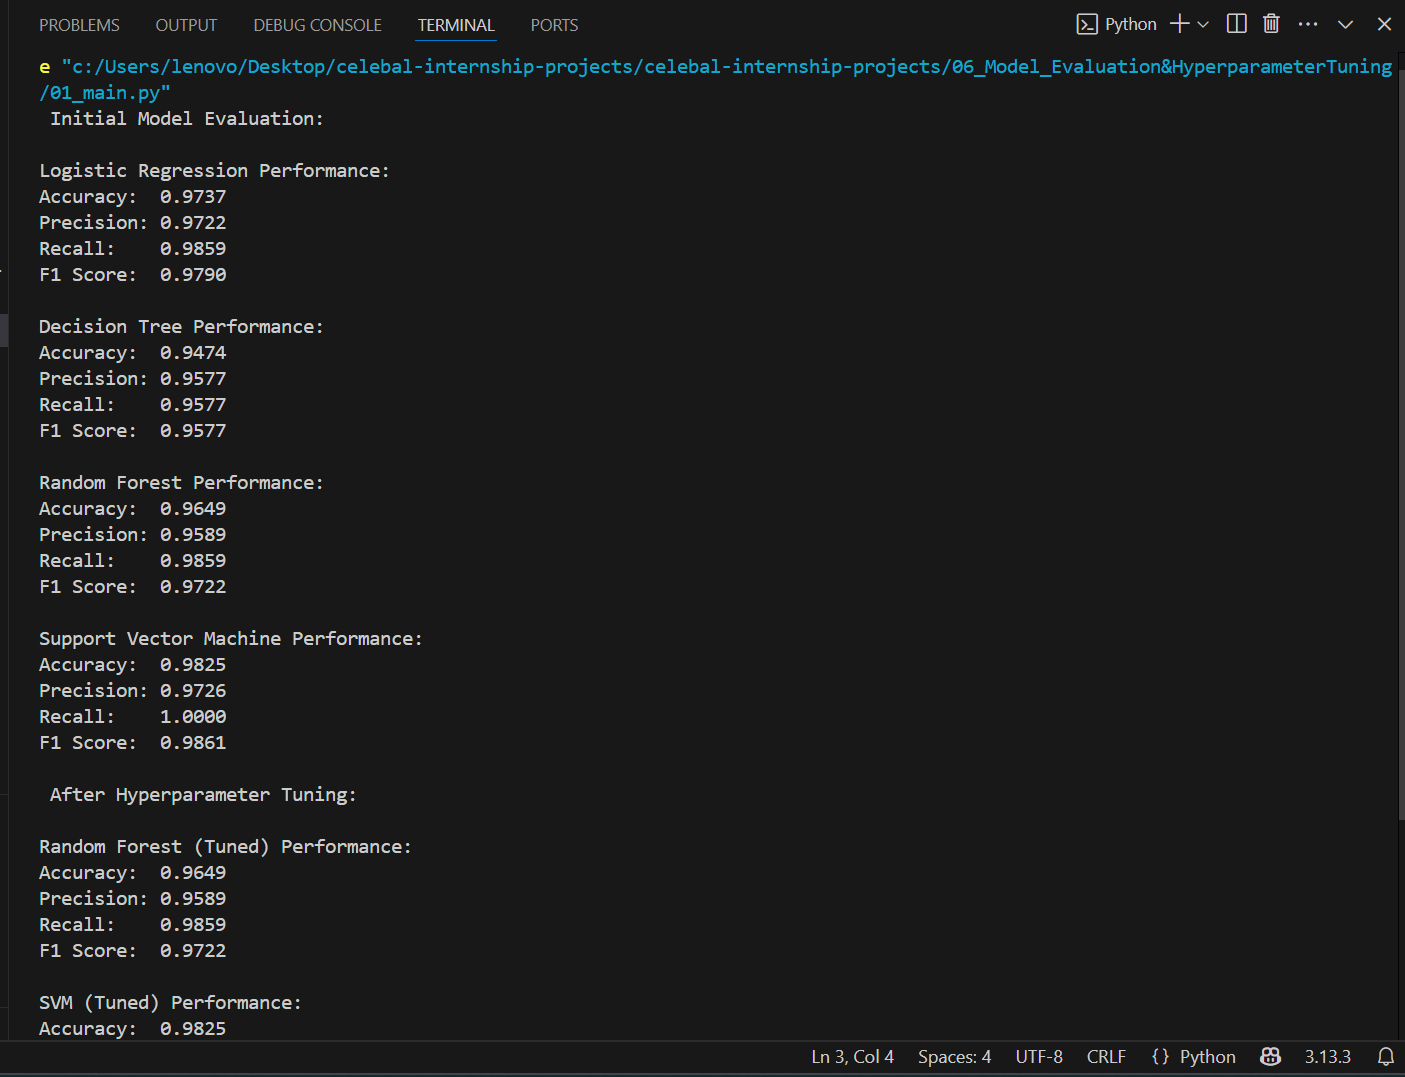 PROBLEMS OUTPUT DEBUG CONSOLE TERMINAL PORTS Python
e "c:/Users/lenovo/Desktop/celebal-internship-projects/celebal-internship-projects/06_Model_Evaluation&HyperparameterTuning
/01_main.py"
Initial Model Evaluation:
Logistic Regression Performance:
Accuracy: 0.9737
Precision: 0.9722
Recall: 0.9859
F1 Score: 0.9790
Decision Tree Performance:
Accuracy: 0.9474
Precision: 0.9577
Recall: 0.9577
F1 Score: 0.9577
Random Forest Performance:
Accuracy: 0.9649
Precision: 0.9589
Recall: 0.9859
F1 Score: 0.9722
Support Vector Machine Performance:
Accuracy: 0.9825
Precision: 0.9726
Recall: 1.0000
F1 Score: 0.9861
After Hyperparameter Tuning:
Random Forest (Tuned) Performance:
Accuracy: 0.9649
Precision: 0.9589
Recall: 0.9859
F1 Score: 0.9722
SVM (Tuned) Performance:
Accuracy: 0.9825
Ln 3, Col 4 Spaces: 4 UTF-8 CRLF {} Python 3.13.3